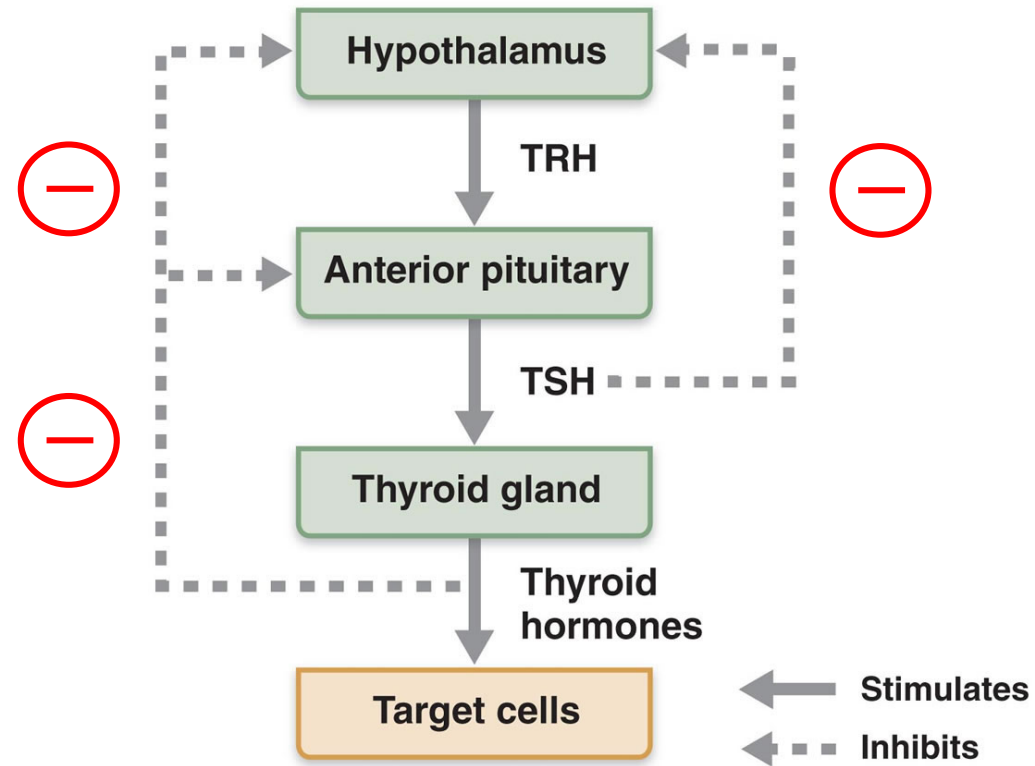 Hypothalamus
TRH
Anterior pituitary
TSH
Thyroid gland
Thyroid
hormones
Target cells
Stimulates
Inhibits